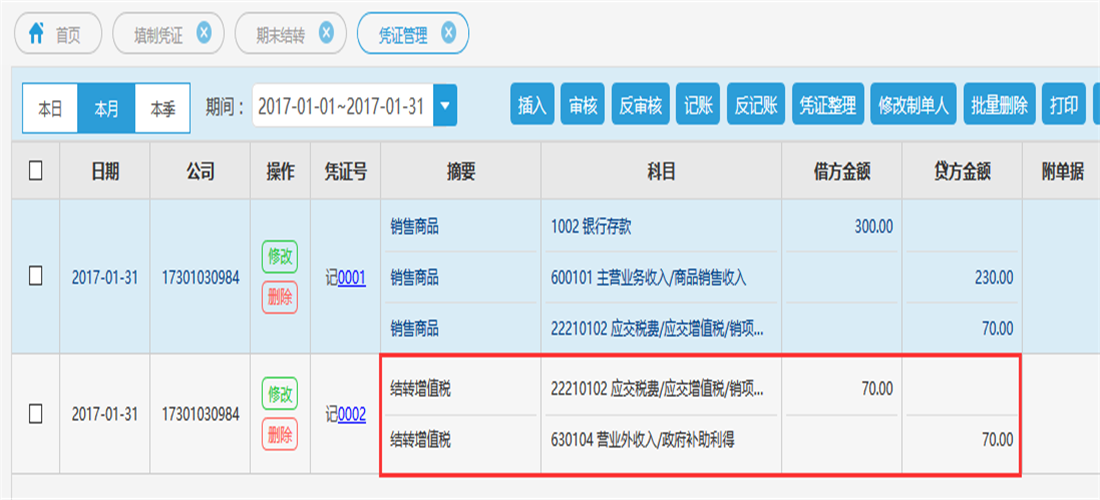 首页 填制凭证 期末结转 凭证管理
本日 本月 本季 期间： 2017-01-01~2017-01-31 插入 审核 反审核 记账 反记账 凭证整理 修改制单人 批量删除 打印
日期 公司 操作 凭证号 摘要 科目 借方金额 贷方金额 附单据
销售商品 1002 银行存款 300.00
2017-01-31 17301030984 修改 删除 记0001 销售商品 600101 主营业务收入/商品销售收入 230.00
销售商品 22210102 应交税费/应交增值税/销项... 70.00
结转增值税 22210102 应交税费/应交增值税/销项... 70.00
2017-01-31 17301030984 修改 删除 记0002
结转增值税 630104 营业外收入/政府补助利得 70.00